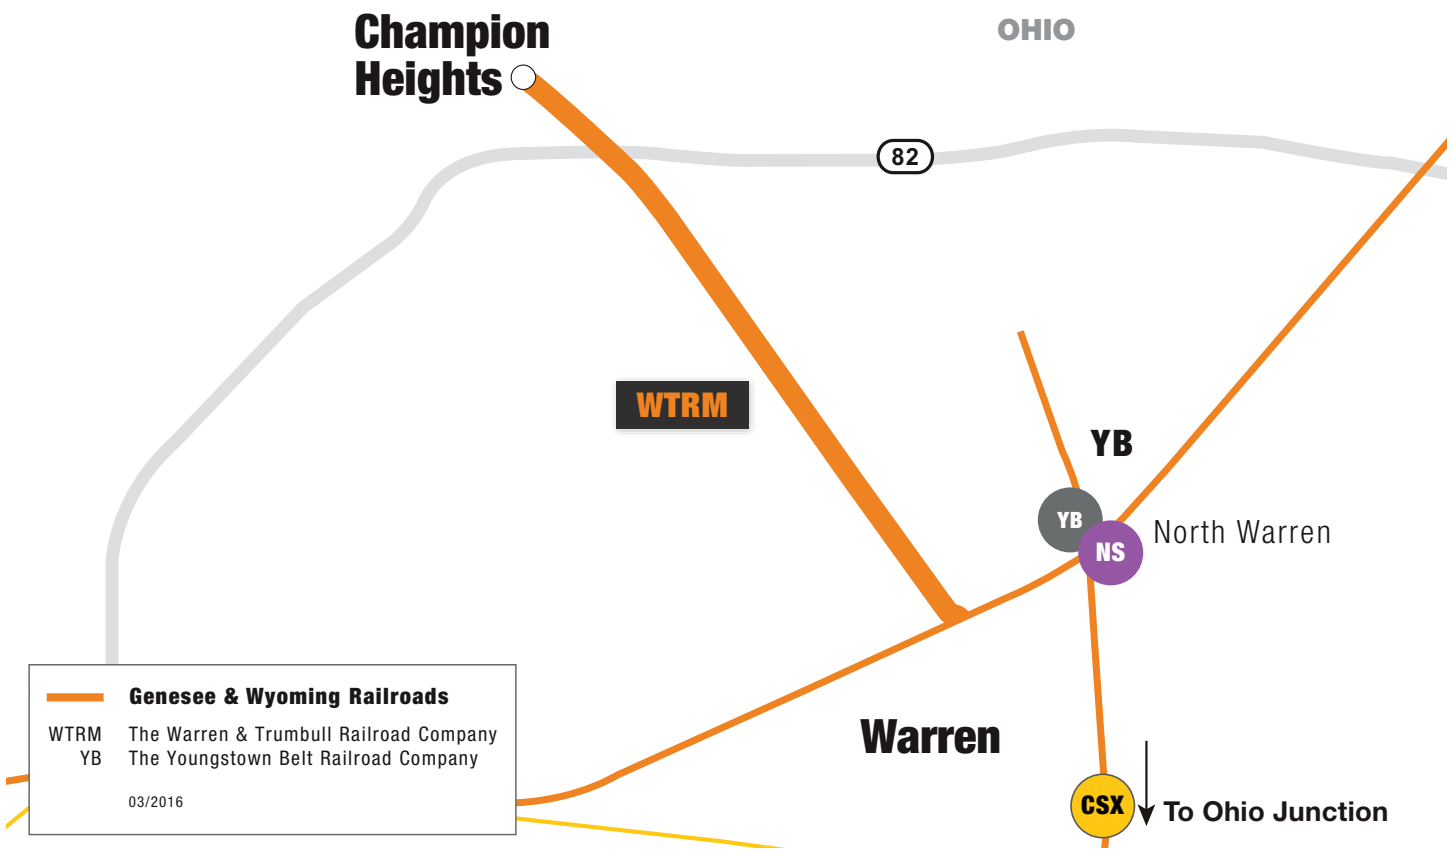 Champion
Heights
OHIO
82
WTRM
YB
YB
NS
North Warren
Warren
CSX
To Ohio Junction
Genesee & Wyoming Railroads
WTRM The Warren & Trumbull Railroad Company
YB The Youngstown Belt Railroad Company
03/2016